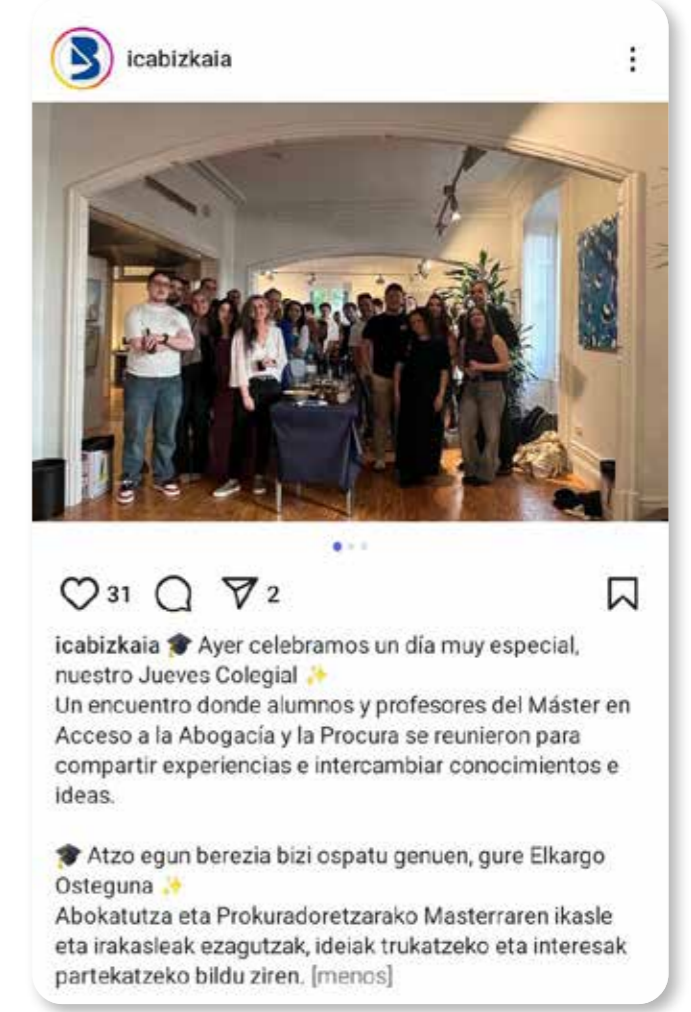 icabizkaia
31
2
icabizkaia 🎓 Ayer celebramos un día muy especial,
nuestro Jueves Colegial ✨
Un encuentro donde alumnos y profesores del Máster en
Acceso a la Abogacía y la Procura se reunieron para
compartir experiencias e intercambiar conocimientos e
ideas.
🎓 Atzo egun berezia bizi ospatu genuen, gure Elkargo
Osteguna ✨
Abokatutza eta Prokuradoretzarako Masterraren ikasle
eta irakasleak ezagutzak, ideiak trukatzeko eta interesak
partekatzeko bildu ziren. [menos]